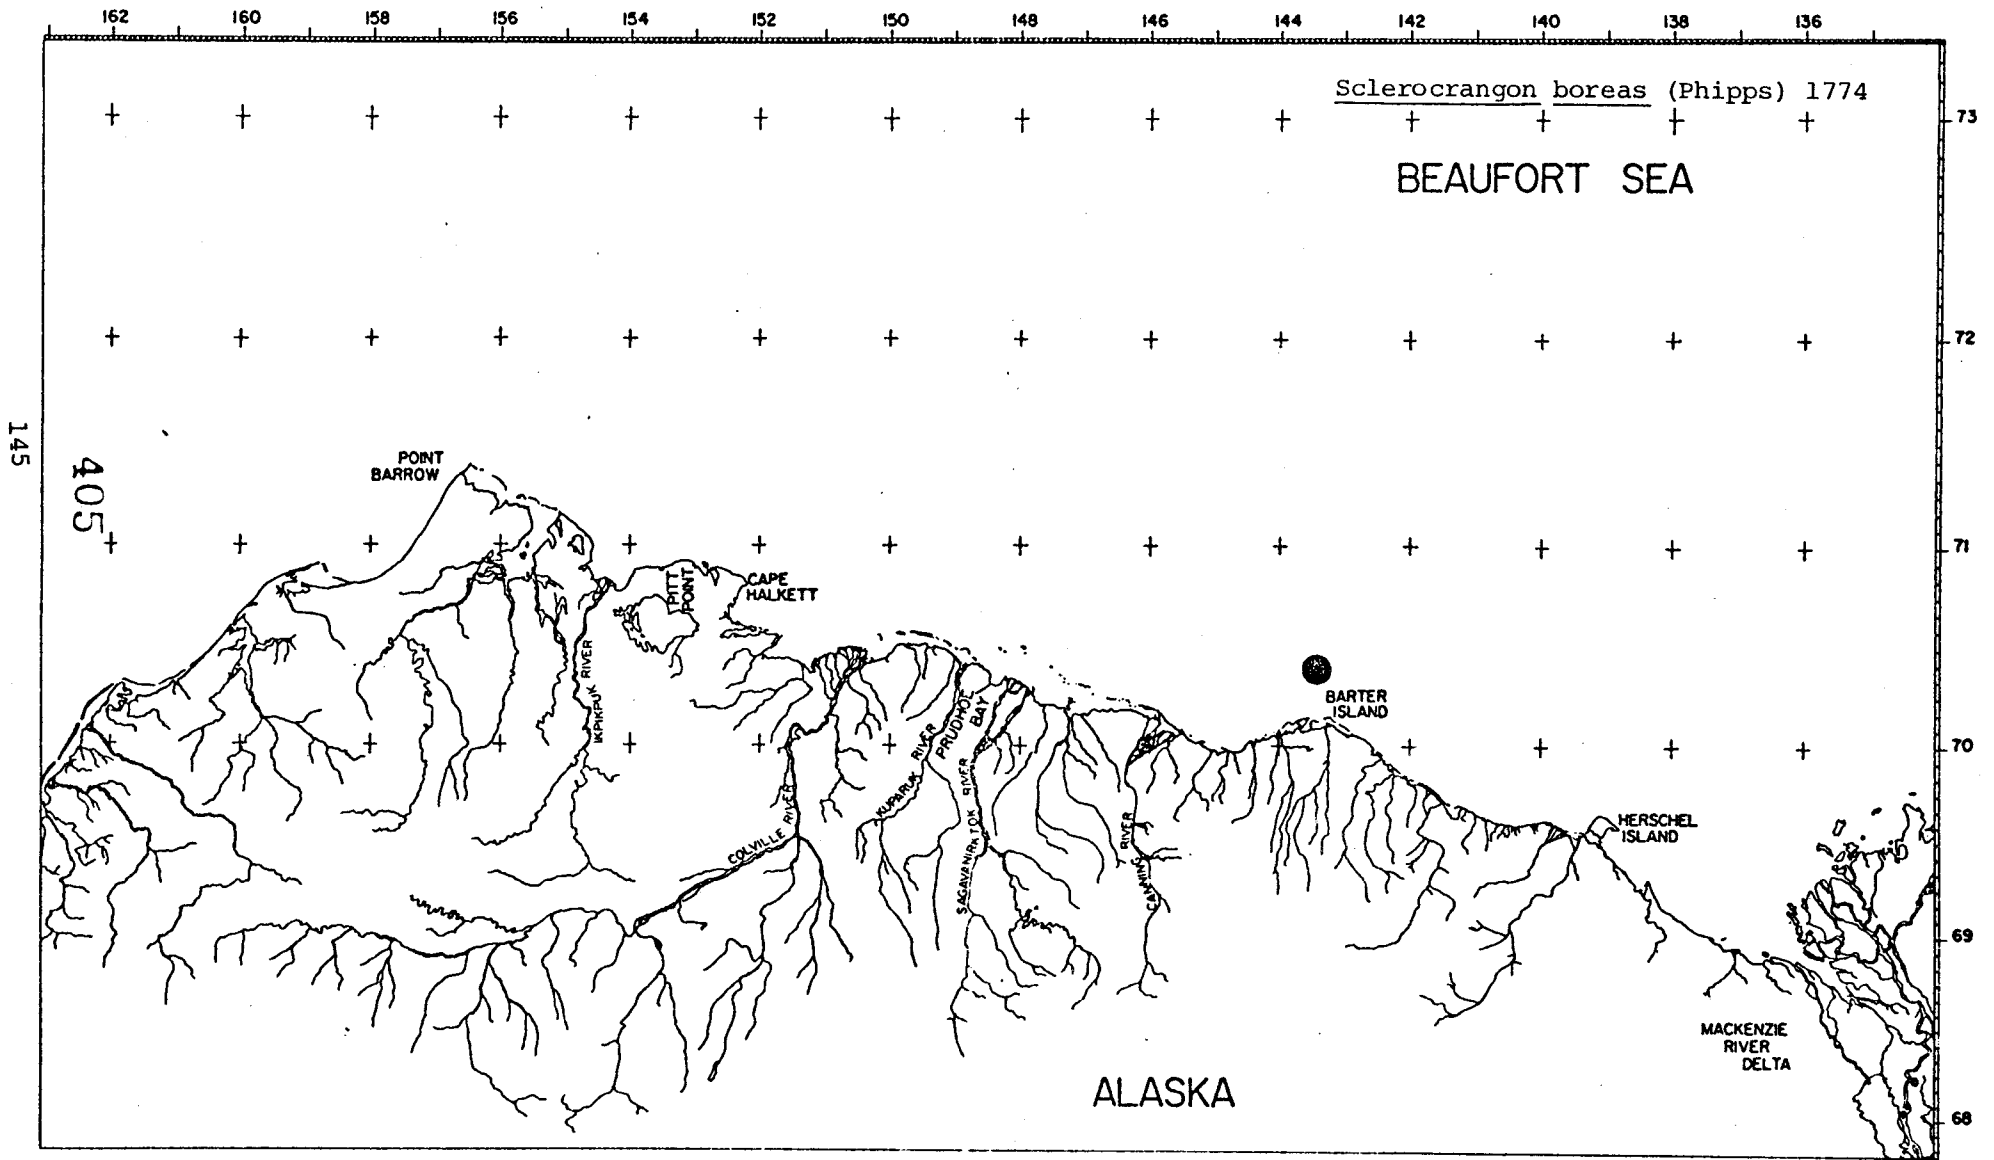 162 160 158 156 154 152 150 148 146 144 142 140 138 136
Sclerocrangon boreas (Phipps) 1774
73
BEAUFORT SEA
72
145
405
POINT
BARROW
71
PITT
POINT
CAPE
HALKETT
IKPIKPUK RIVER
BARTER
ISLAND
70
PRUDHOE
BAY
KUPARUK RIVER
COLVILLE RIVER
SAGAVANIRKTOK RIVER
CANNING RIVER
HERSCHEL
ISLAND
69
MACKENZIE
RIVER
DELTA
ALASKA
68